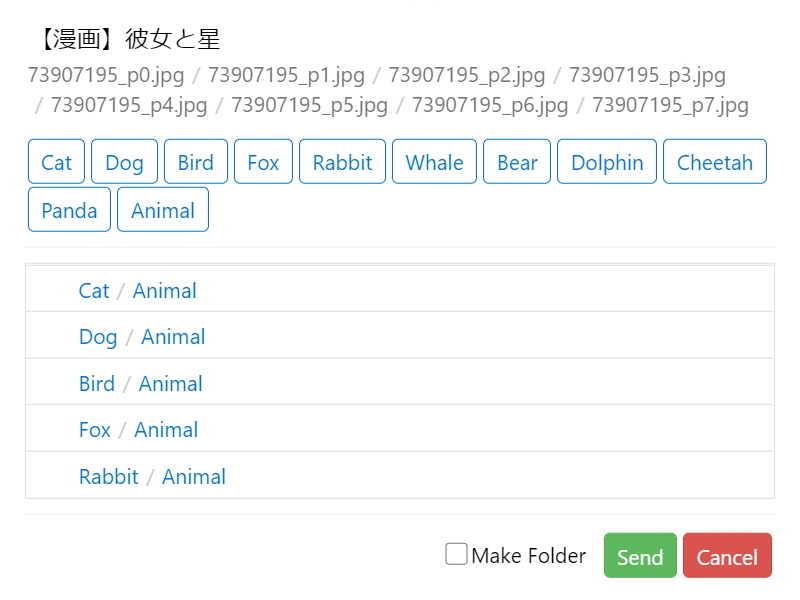 【漫画】彼女と星
73907195_p0.jpg / 73907195_p1.jpg / 73907195_p2.jpg / 73907195_p3.jpg
/ 73907195_p4.jpg / 73907195_p5.jpg / 73907195_p6.jpg / 73907195_p7.jpg
Cat Dog Bird Fox Rabbit Whale Bear Dolphin Cheetah
Panda Animal
Cat / Animal
Dog / Animal
Bird / Animal
Fox / Animal
Rabbit / Animal
Make Folder Send Cancel